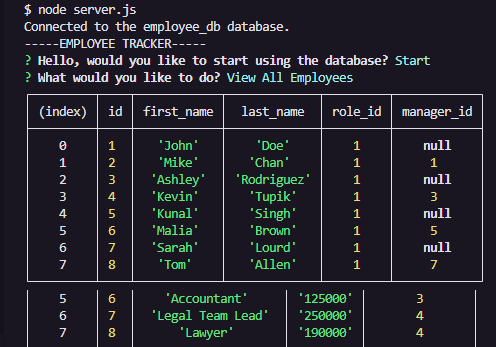 $ node server.js
Connected to the employee_db database.
-----EMPLOYEE TRACKER-----
? Hello, would you like to start using the database? Start
? What would you like to do? View All Employees
(index) id first_name last_name role_id manager_id
0 1 'John' 'Doe' 1 null
1 2 'Mike' 'Chan' 1 1
2 3 'Ashley' 'Rodriguez' 1 null
3 4 'Kevin' 'Tupik' 1 3
4 5 'Kunal' 'Singh' 1 null
5 6 'Malia' 'Brown' 1 5
6 7 'Sarah' 'Lourd' 1 null
7 8 'Tom' 'Allen' 1 7
5 6 'Accountant' '125000' 3
6 7 'Legal Team Lead' '250000' 4
7 8 'Lawyer' '190000' 4